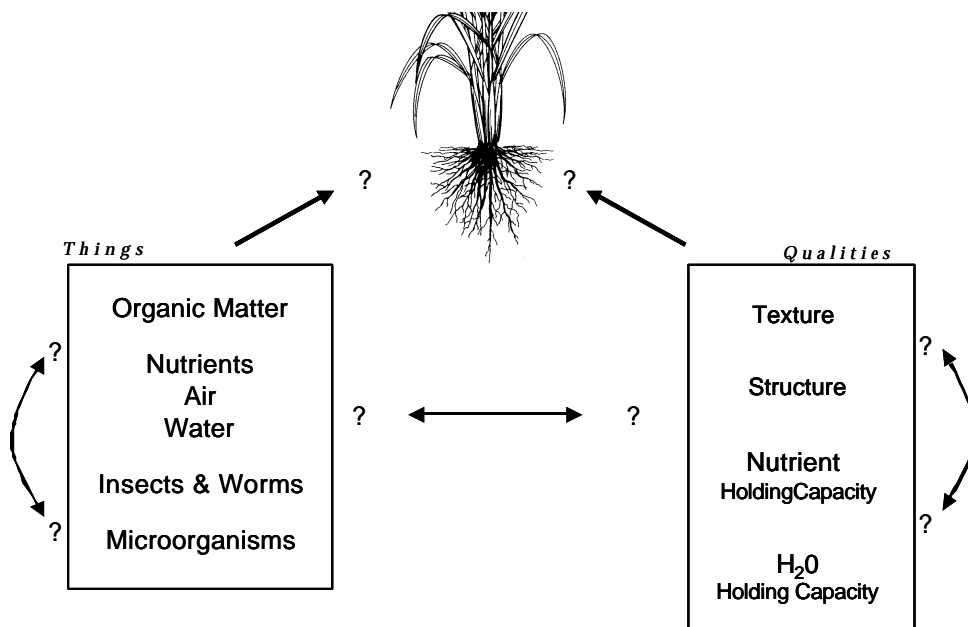 ?
?
Things
Qualities
Organic Matter
Nutrients
Air
Water
Insects & Worms
Microorganisms
?
?
?
?
Texture
Structure
Nutrient
HoldingCapacity
H₂0
Holding Capacity
?
?